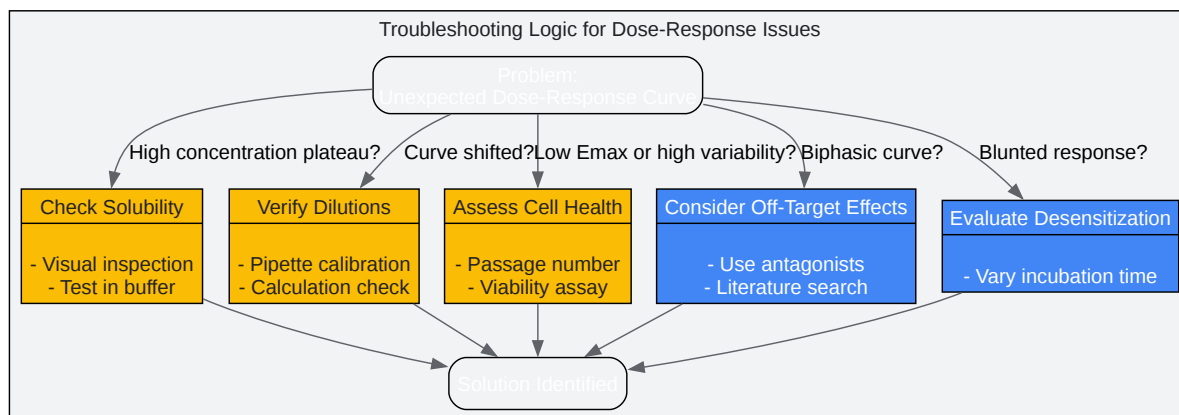 Troubleshooting Logic for Dose-Response Issues
Problem:
Unexpected Dose-Response Curve
High concentration plateau?
Curve shifted?
Low Emax or high variability?
Biphasic curve?
Blunted response?
Check Solubility
- Visual inspection
- Test in buffer
Verify Dilutions
- Pipette calibration
- Calculation check
Assess Cell Health
- Passage number
- Viability assay
Consider Off-Target Effects
- Use antagonists
- Literature search
Evaluate Desensitization
- Vary incubation time
Solution Identified